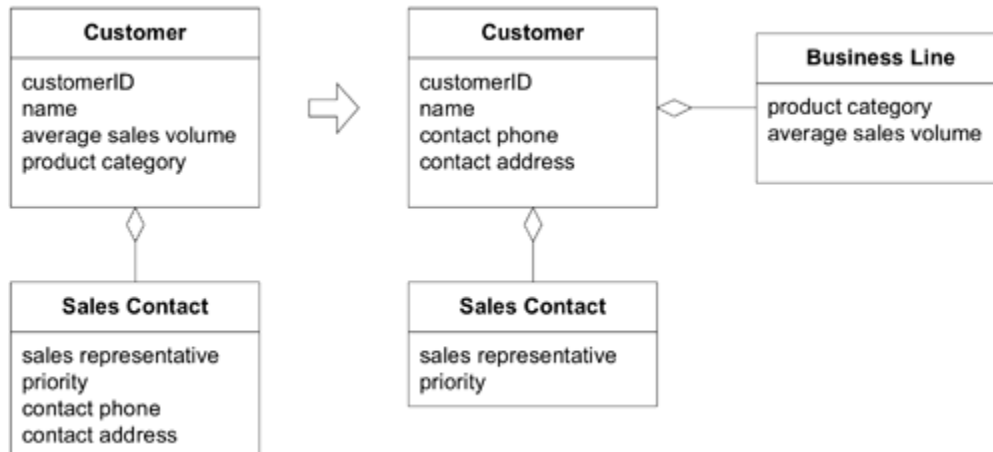 Customer
customerID
name
average sales volume
product category
Sales Contact
sales representative
priority
contact phone
contact address
Customer
customerID
name
contact phone
contact address
Business Line
product category
average sales volume
Sales Contact
sales representative
priority